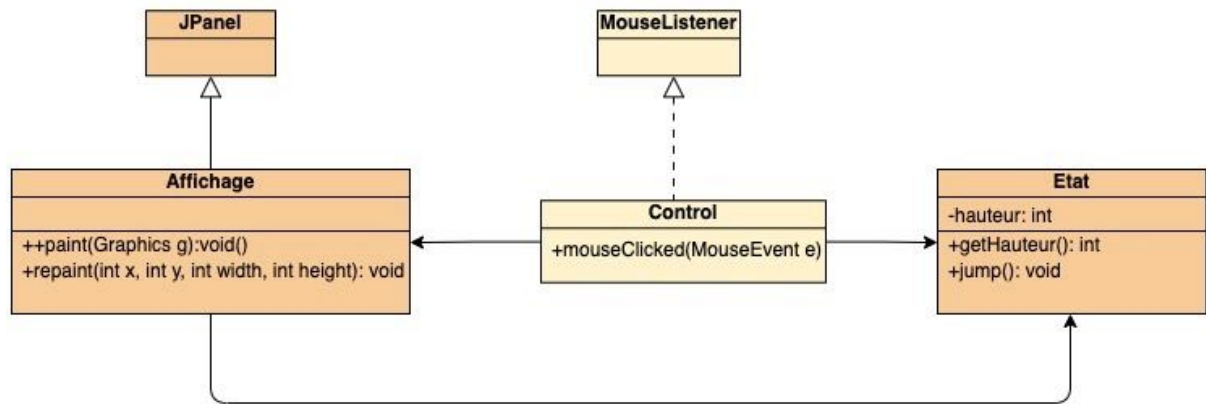 JPanel
MouseListener
Affichage
++paint(Graphics g):void()
+repaint(int x, int y, int width, int height): void
Control
+mouseClicked(MouseEvent e)
Etat
-hauteur: int
+getHauteur(): int
+jump(): void